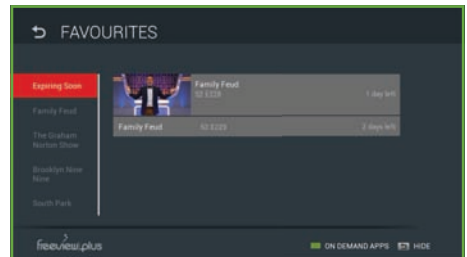 FAVOURITES
Expiring Soon
Family Feud
S2 E228
1 day left
Family Feud
Family Feud
S2 E229
2 days left
The Graham
Norton Show
Brooklyn Nine
Nine
South Park
freeview.plus
ON DEMAND APPS
HIDE